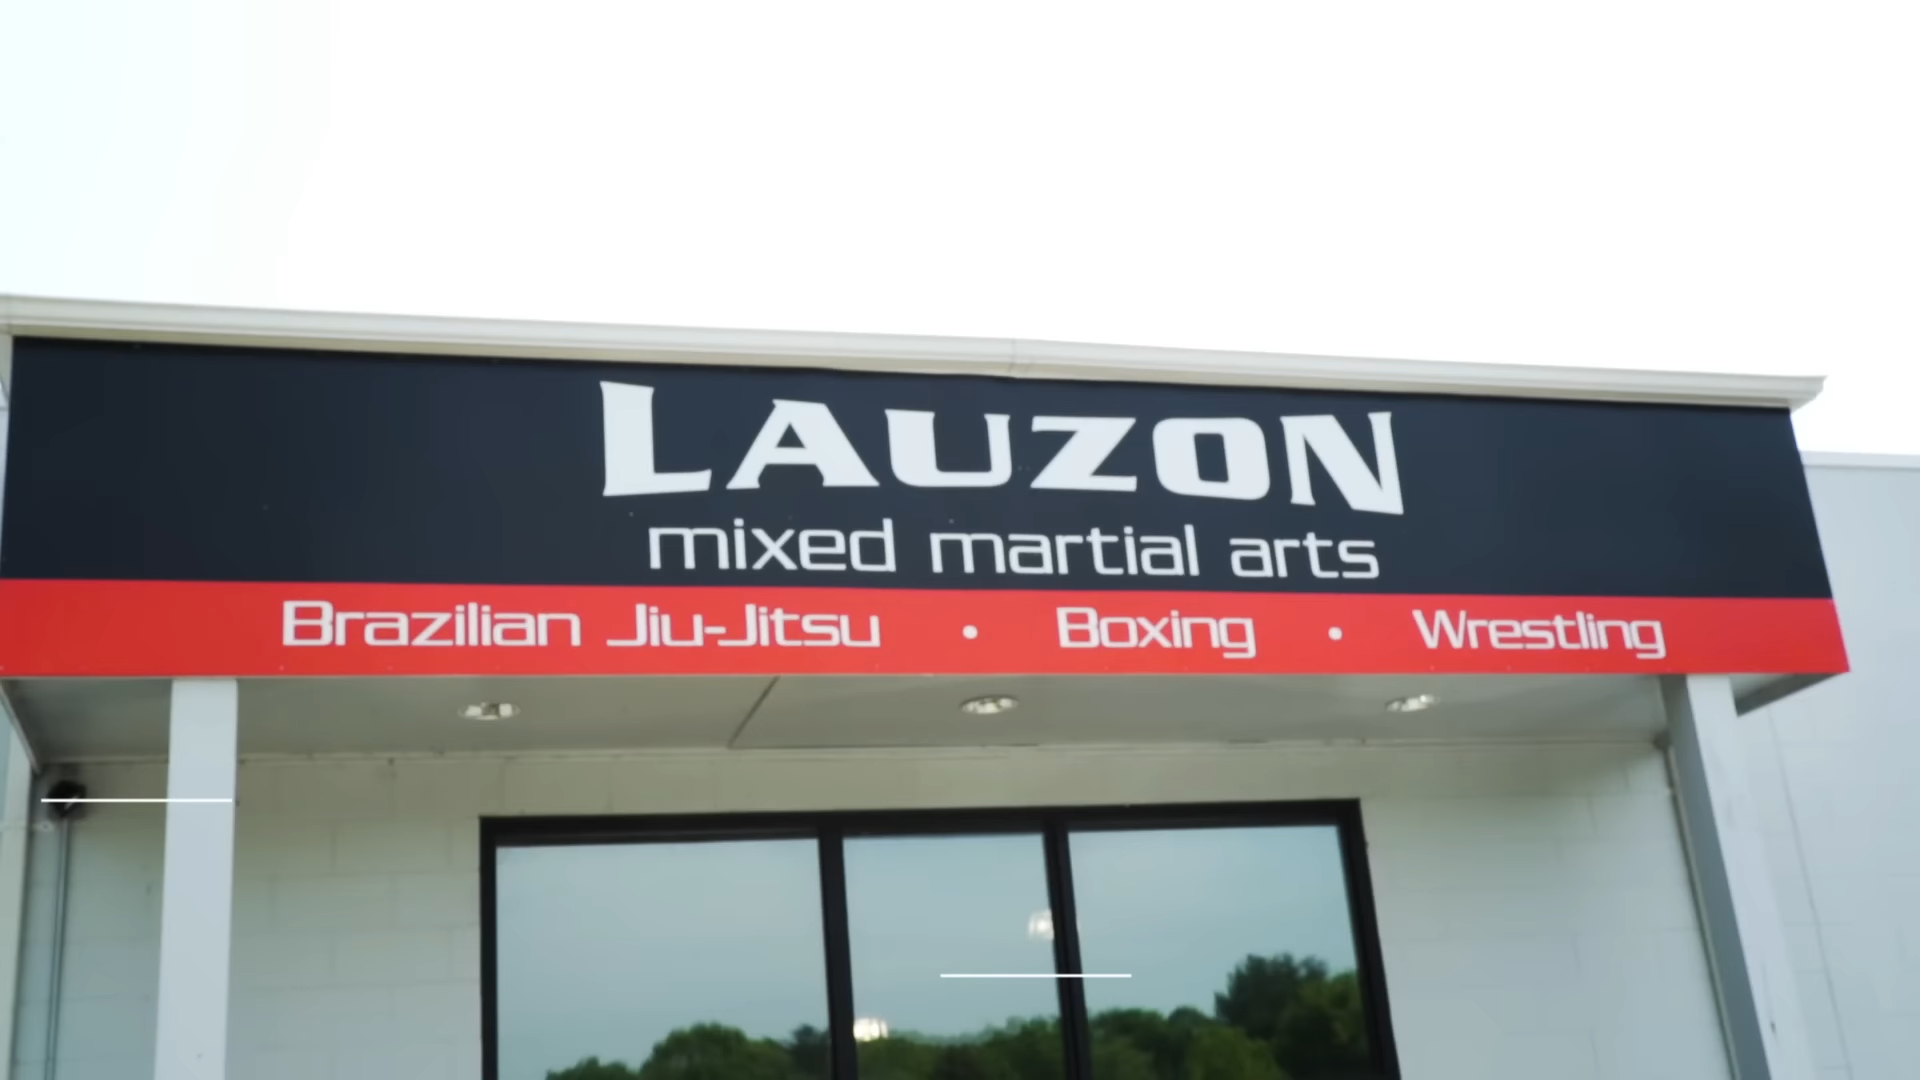 LAUZON
mixed martial arts
Brazilian Jiu-Jitsu • Boxing • Wrestling